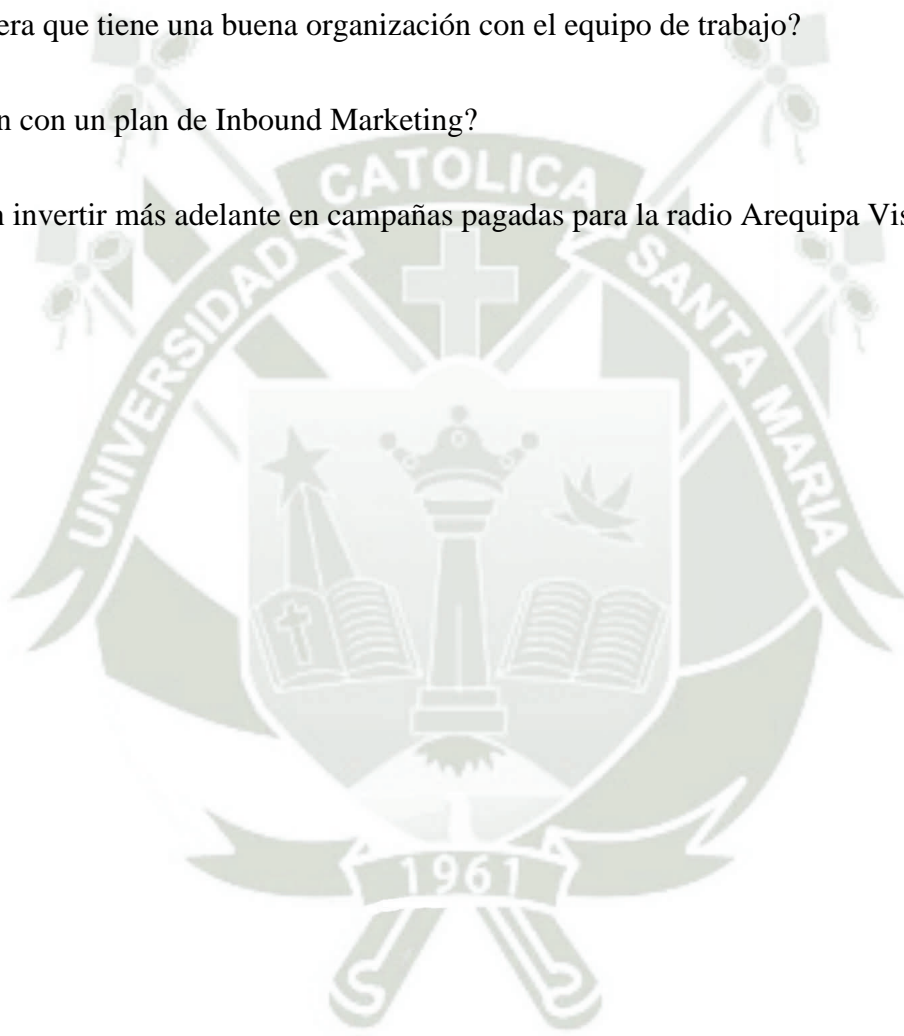 era que tiene una buena organización con el equipo de trabajo?
n con un plan de Inbound Marketing?
n invertir más adelante en campañas pagadas para la radio Arequipa Vis
UNIVERSIDAD CATOLICA SANTA MARIA
1961